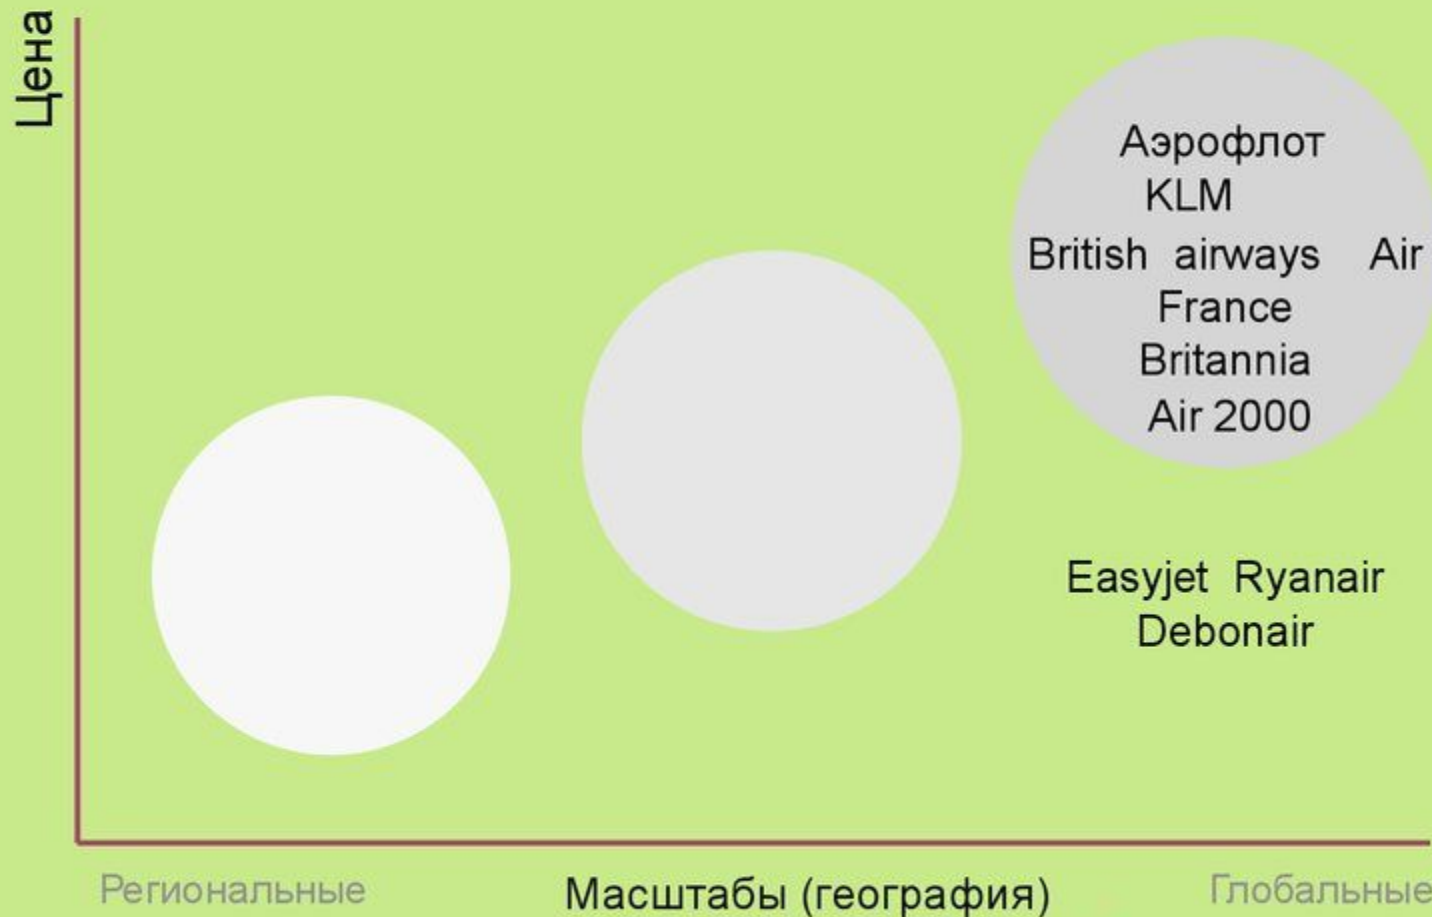 Цена
Аэрофлот
KLM
British airways Air
France
Britannia
Air 2000
Easyjet Ryanair
Debonair
Региональные
Масштабы (география)
Глобальные